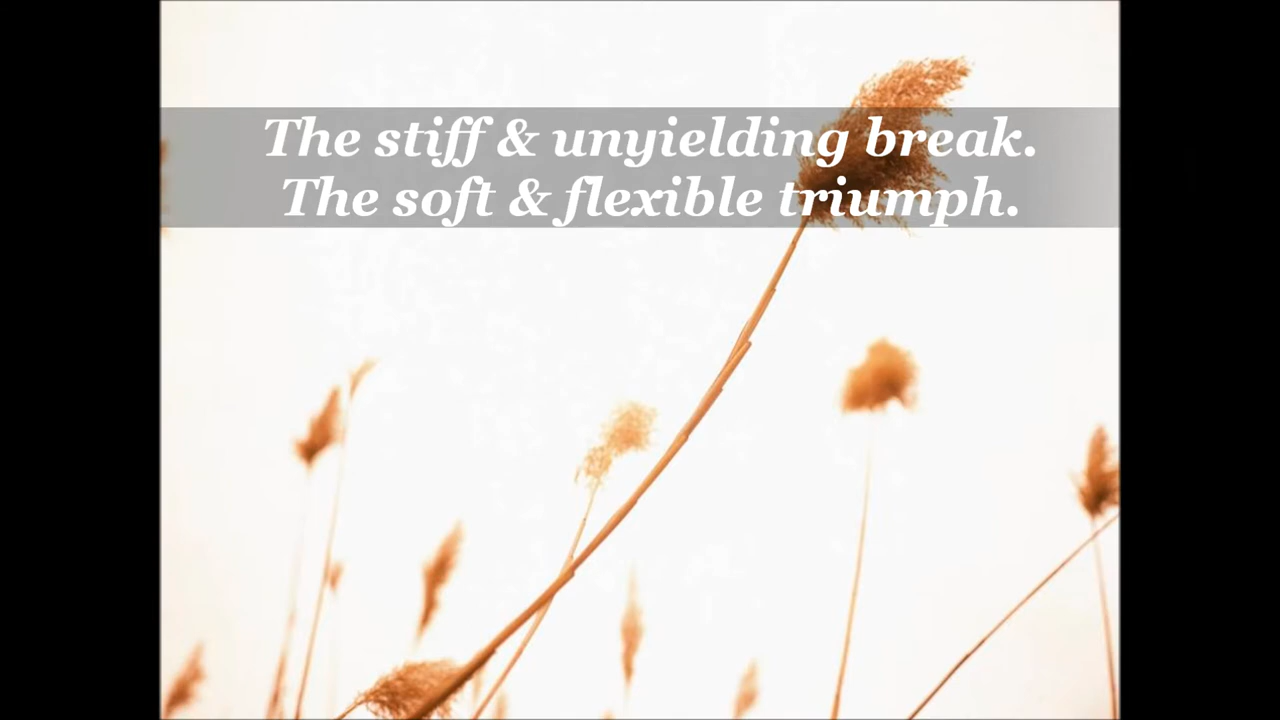 The stiff & unyielding break.
The soft & flexible triumph.